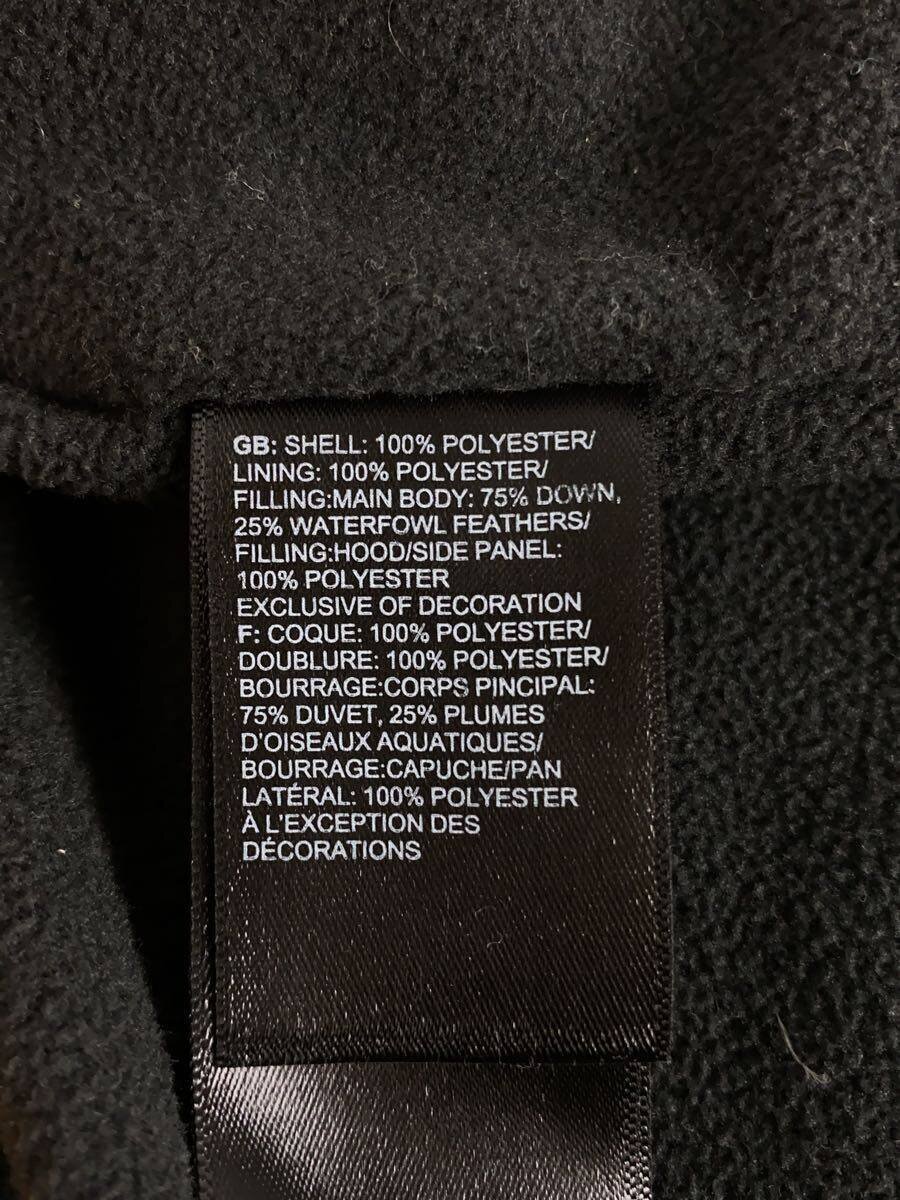 GB: SHELL: 100% POLYESTER/
LINING: 100% POLYESTER/
FILLING:MAIN BODY: 75% DOWN,
25% WATERFOWL FEATHERS/
FILLING:HOOD/SIDE PANEL:
100% POLYESTER
EXCLUSIVE OF DECORATION
F: COQUE: 100% POLYESTER/
DOUBLURE: 100% POLYESTER/
BOURRAGE:CORPS PINCIPAL:
75% DUVET, 25% PLUMES
D'OISEAUX AQUATIQUES/
BOURRAGE:CAPUCHE/PAN
LATÉRAL: 100% POLYESTER
À L'EXCEPTION DES
DÉCORATIONS